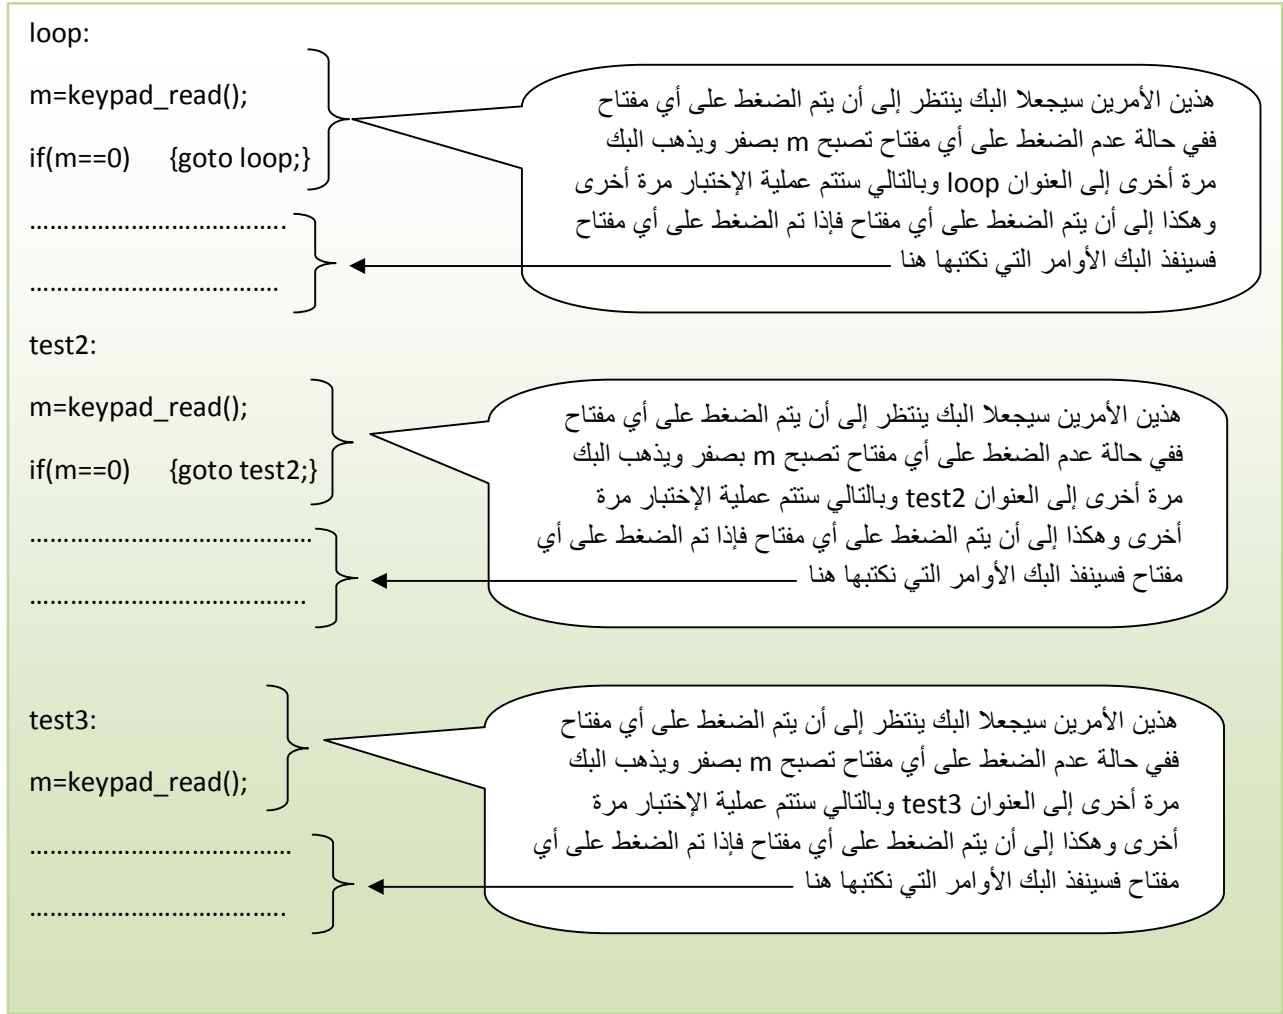 loop:
m=keypad_read();
if(m==0) {goto loop;}
......................................
.....................................
هذين الأمرين سيجعلا البك ينتظر إلى أن يتم الضغط على أي مفتاح
ففي حالة عدم الضغط على أي مفتاح تصبح m بصفر ويذهب البك
مرة أخرى إلى العنوان loop وبالتالي ستتم عملية الإختبار مرة أخرى
وهكذا إلى أن يتم الضغط على أي مفتاح فإذا تم الضغط على أي مفتاح
فسينفذ البك الأوامر التي نكتبها هنا
test2:
m=keypad_read();
if(m==0) {goto test2;}
..........................................
.........................................
هذين الأمرين سيجعلا البك ينتظر إلى أن يتم الضغط على أي مفتاح
ففي حالة عدم الضغط على أي مفتاح تصبح m بصفر ويذهب البك
مرة أخرى إلى العنوان test2 وبالتالي ستتم عملية الإختبار مرة
أخرى وهكذا إلى أن يتم الضغط على أي مفتاح فإذا تم الضغط على أي
مفتاح فسينفذ البك الأوامر التي نكتبها هنا
test3:
m=keypad_read();
.......................................
......................................
هذين الأمرين سيجعلا البك ينتظر إلى أن يتم الضغط على أي مفتاح
ففي حالة عدم الضغط على أي مفتاح تصبح m بصفر ويذهب البك
مرة أخرى إلى العنوان test3 وبالتالي ستتم عملية الإختبار مرة
أخرى وهكذا إلى أن يتم الضغط على أي مفتاح فإذا تم الضغط على أي
مفتاح فسينفذ البك الأوامر التي نكتبها هنا